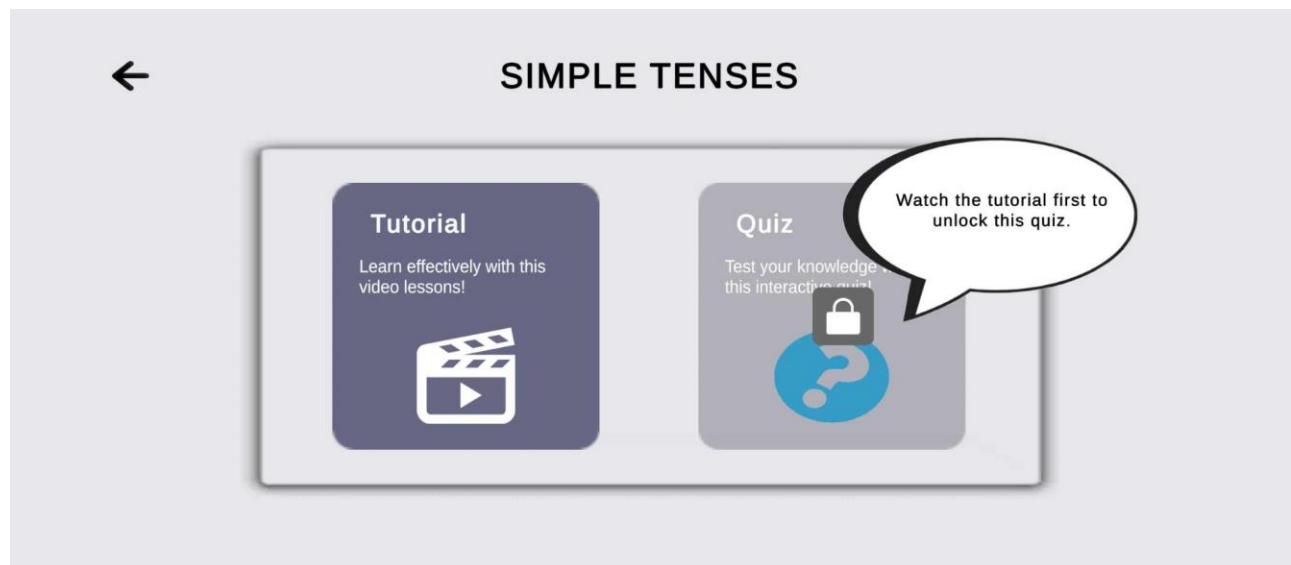 SIMPLE TENSES
Tutorial
Learn effectively with this
video lessons!
Quiz
Test your knowledge
this interactive quiz!
Watch the tutorial first to
unlock this quiz.